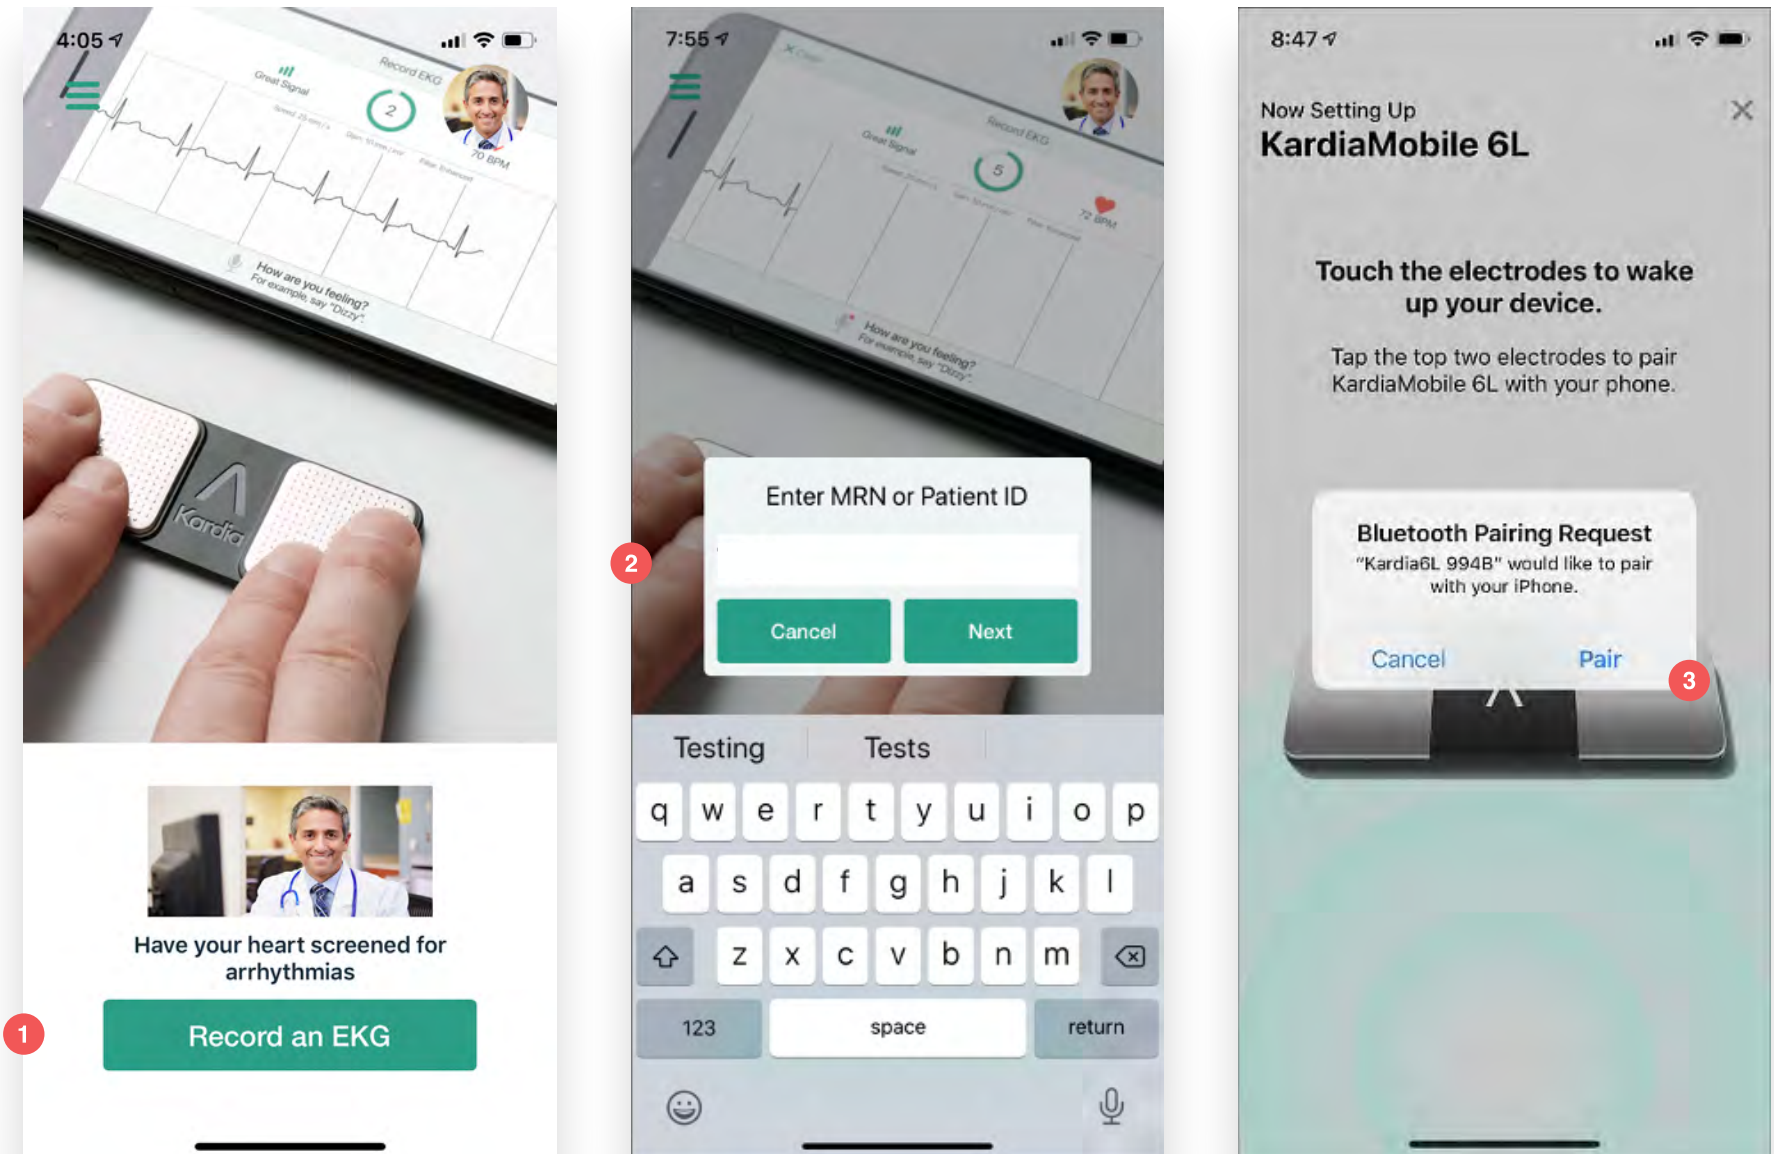 4:05
Record EKG
Great Signal
2
70 BPM
How are you feeling?
For example, say "Dizzy".
Kardia
Have your heart screened for
arrhythmias
1
Record an EKG
7:55
Record EKG
Great Signal
5
72 BPM
How are you feeling?
For example, say "Dizzy".
Enter MRN or Patient ID
2
Cancel
Next
Testing
Tests
q w e r t y u i o p
a s d f g h j k l
z x c v b n m
123
space
return
8:47
Now Setting Up
KardiaMobile 6L
Touch the electrodes to wake
up your device.
Tap the top two electrodes to pair
KardiaMobile 6L with your phone.
Bluetooth Pairing Request
"Kardia6L 994B" would like to pair
with your iPhone.
Cancel
Pair
3